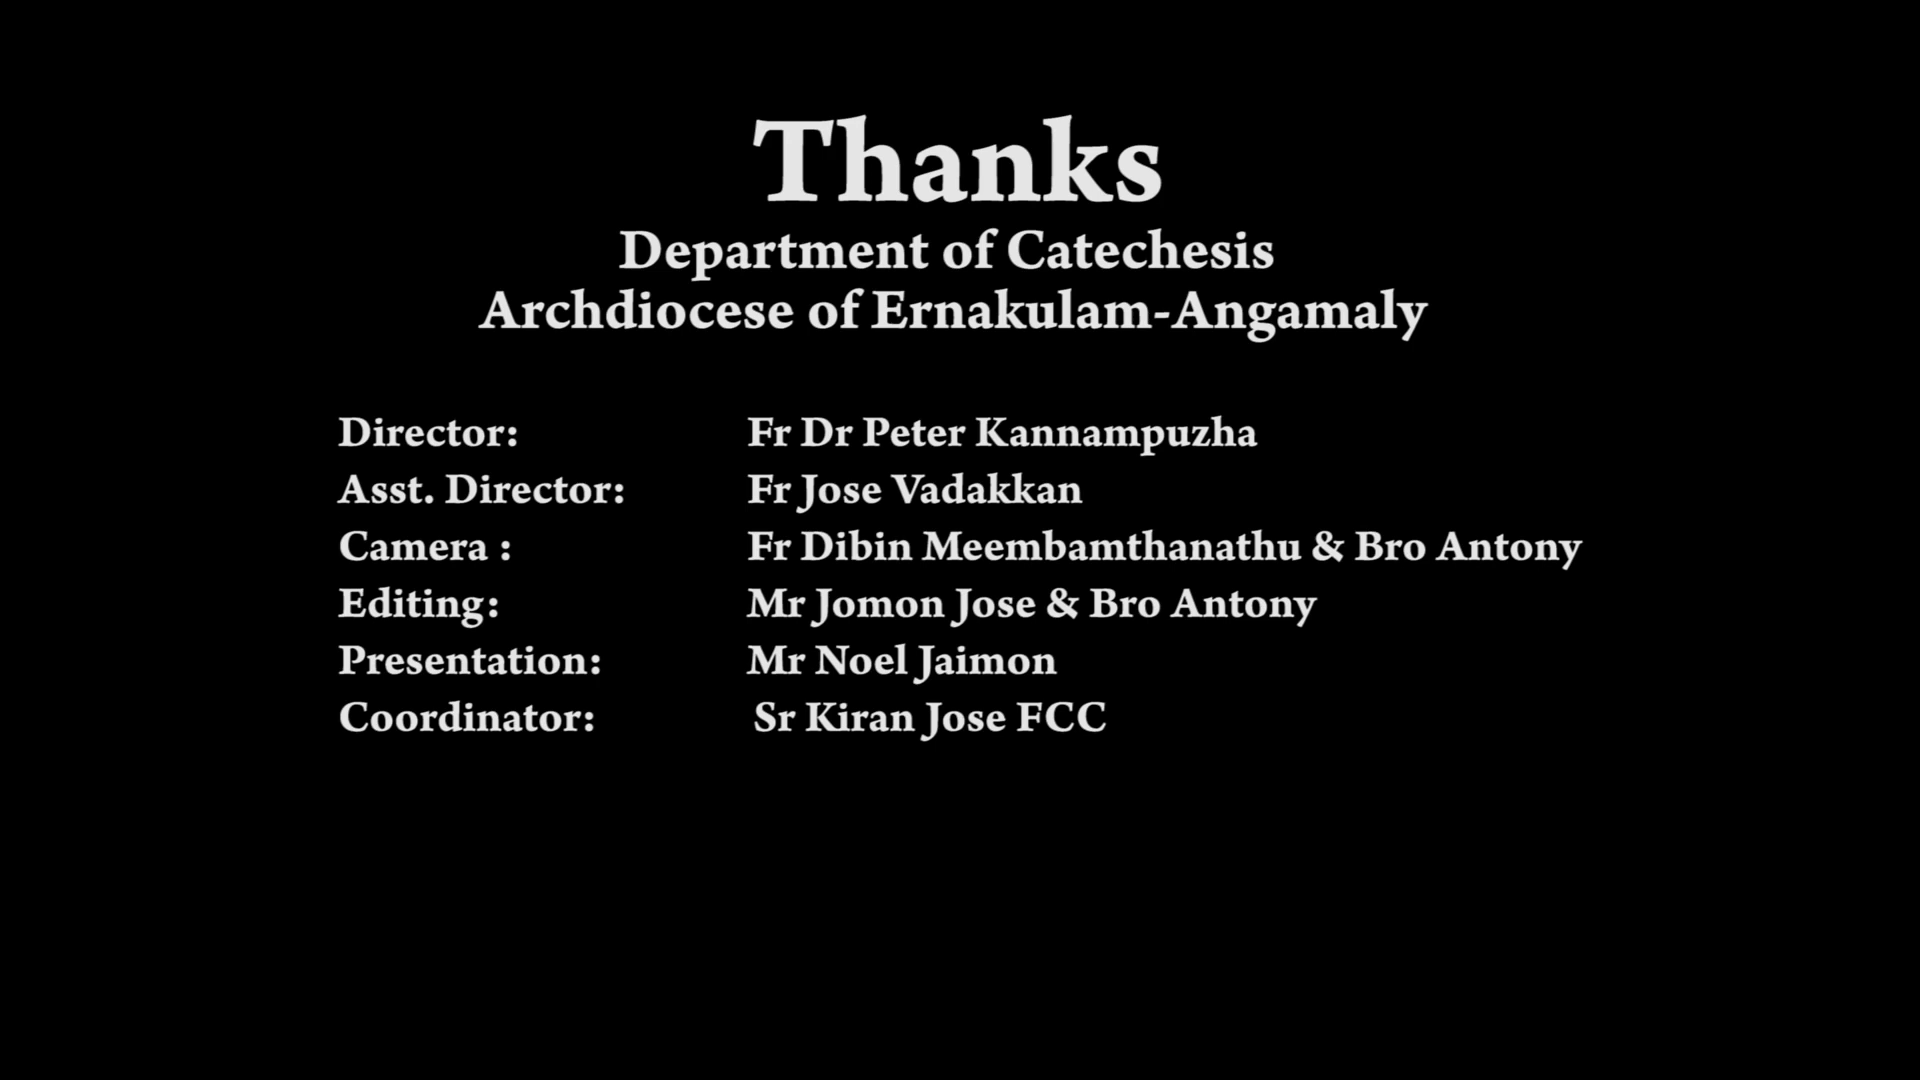 Thanks
Department of Catechesis
Archdiocese of Ernakulam-Angamaly
Director: Fr Dr Peter Kannampuzha
Asst. Director: Fr Jose Vadakkan
Camera : Fr Dibin Meembamthanathu & Bro Antony
Editing: Mr Jomon Jose & Bro Antony
Presentation: Mr Noel Jaimon
Coordinator: Sr Kiran Jose FCC